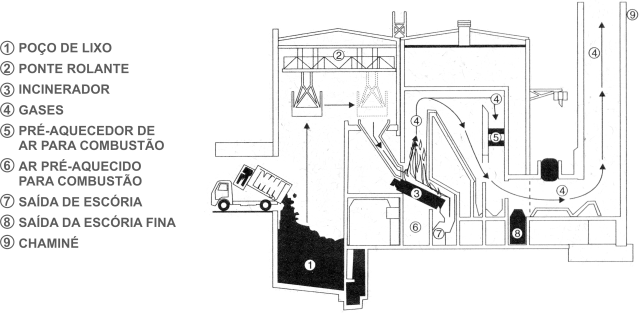 ① POÇO DE LIXO
② PONTE ROLANTE
③ INCINERADOR
④ GASES
⑤ PRÉ-AQUECEDOR DE
AR PARA COMBUSTÃO
⑥ AR PRÉ-AQUECIDO
PARA COMBUSTÃO
⑦ SAÍDA DE ESCÓRIA
⑧ SAÍDA DA ESCÓRIA FINA
⑨ CHAMINÉ
⑨
②
④
④
④
⑤
③
④
⑥
⑦
⑧
①